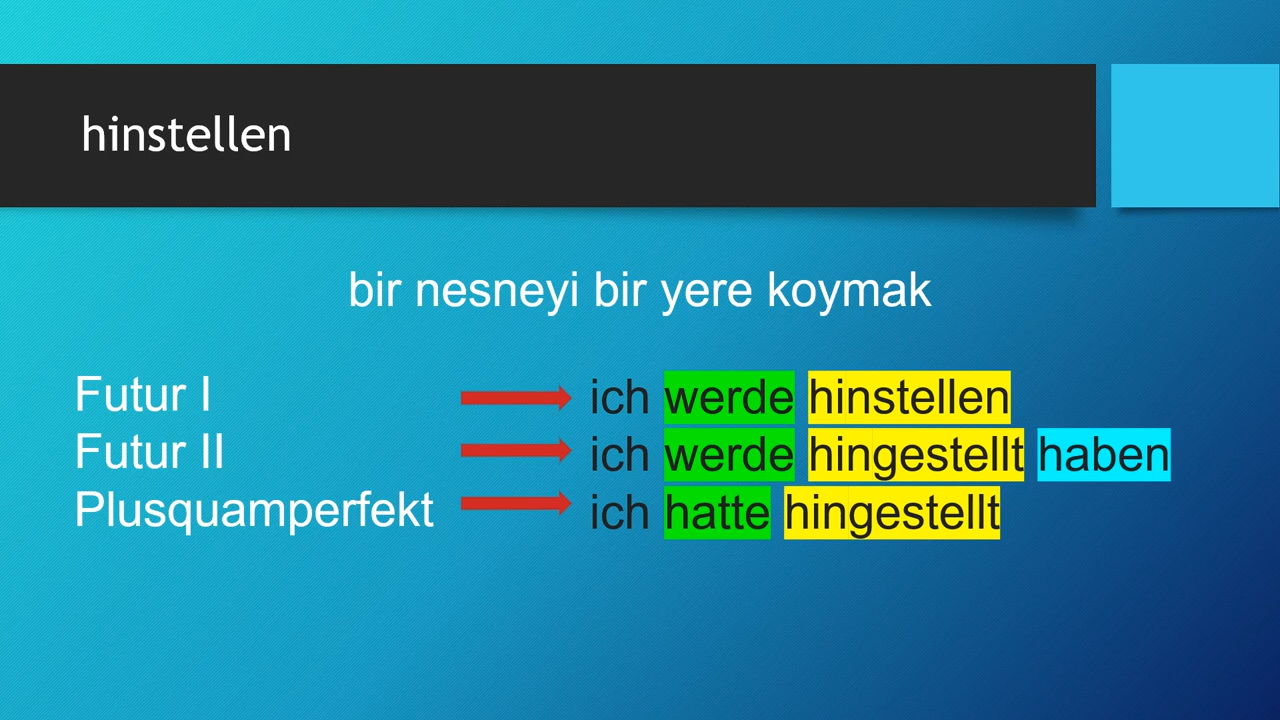 hinstellen
bir nesneyi bir yere koymak
Futur I ich werde hinstellen
Futur II ich werde hingestellt haben
Plusquamperfekt ich hatte hingestellt